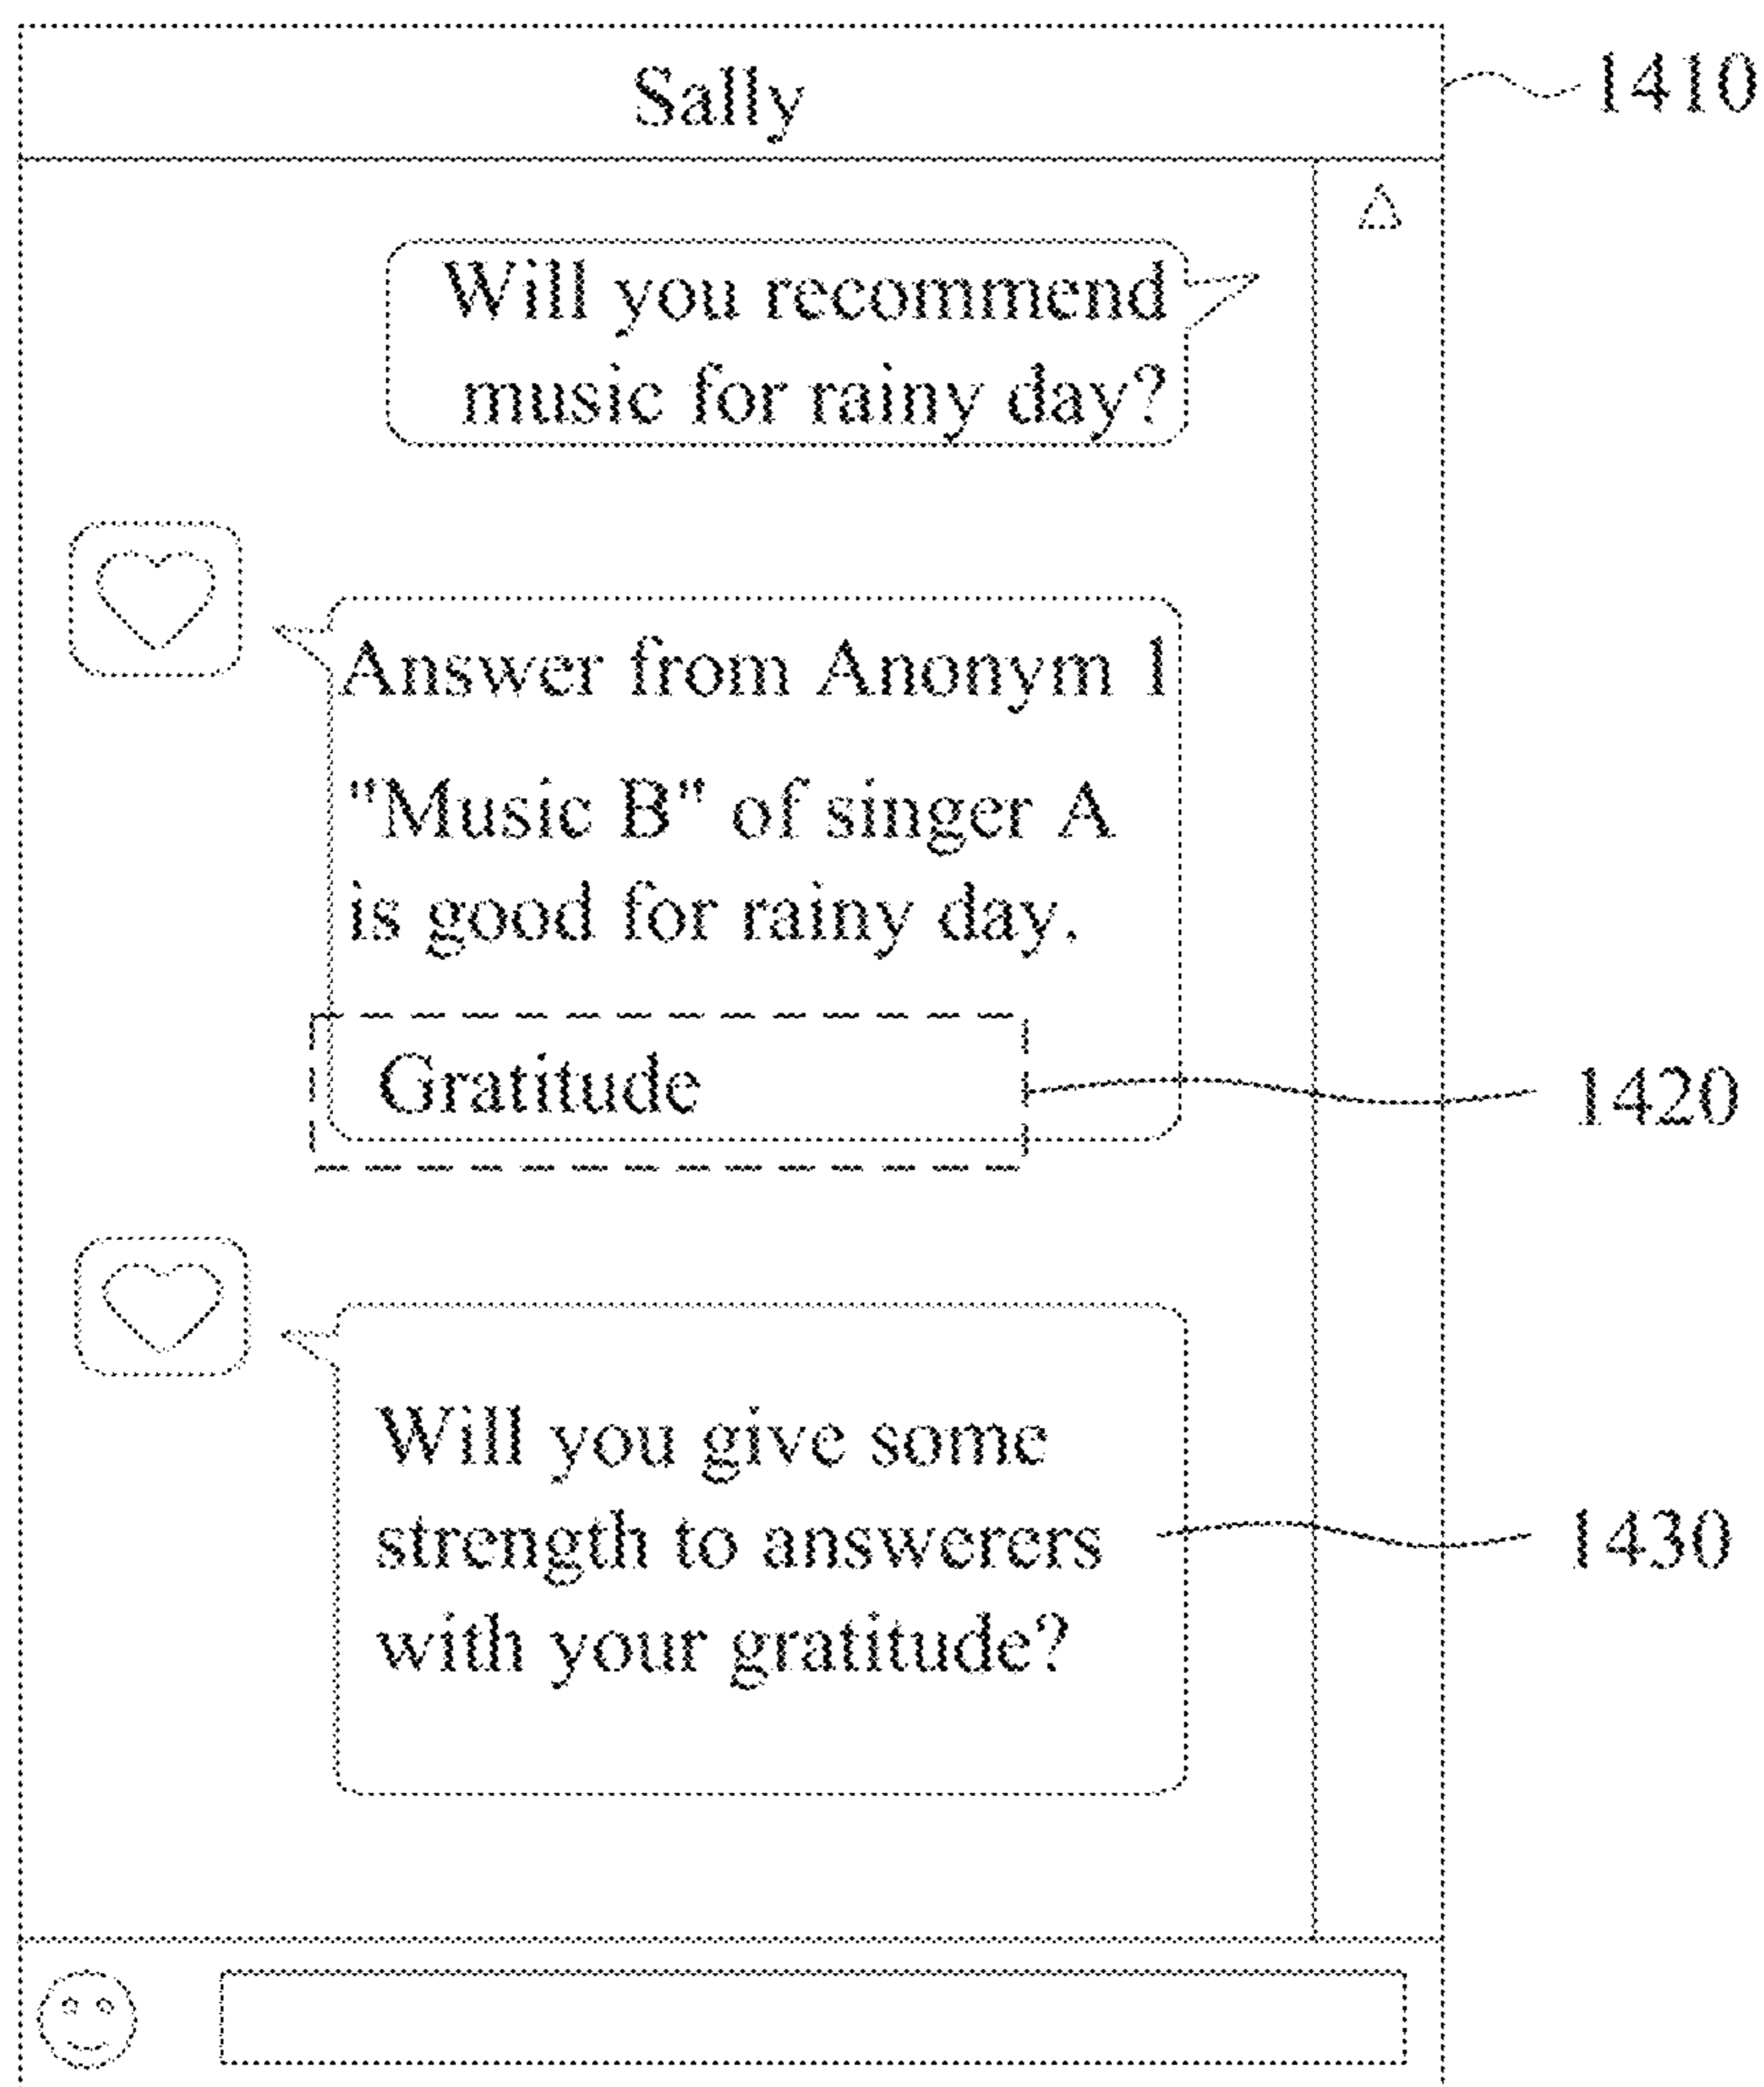 Sally
1410
Will you recommend
music for rainy day?
Answer from Anonym 1
"Music B" of singer A
is good for rainy day.
Gratitude
1420
Will you give some
strength to answerers
with your gratitude?
1430